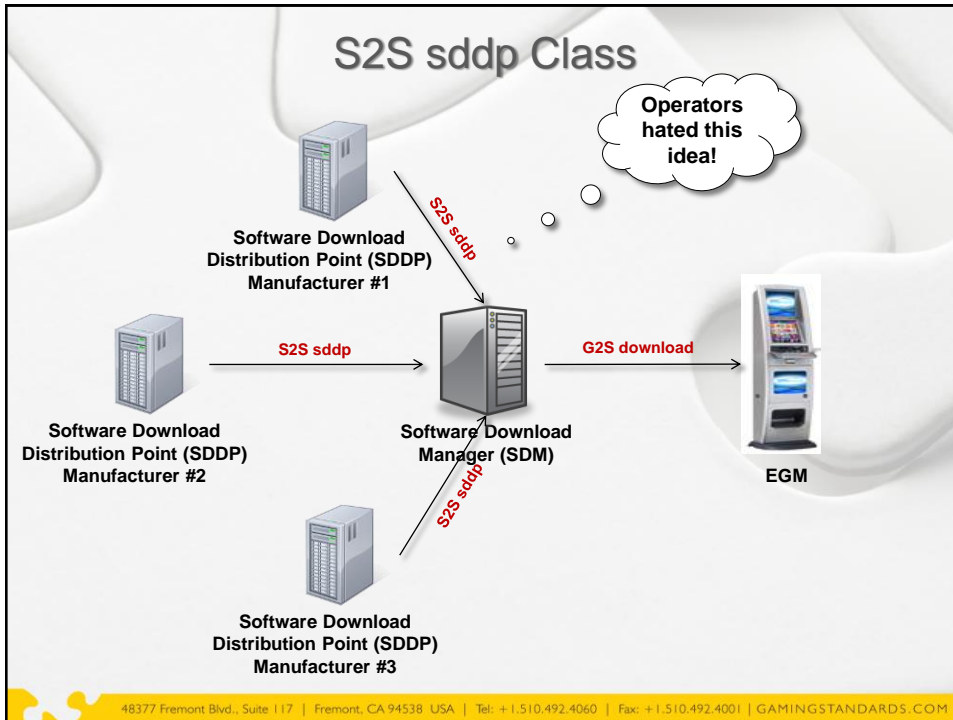 S2S sddp Class
Operators
hated this
idea!
S2S sddp
Software Download
Distribution Point (SDDP)
Manufacturer #1
S2S sddp
G2S download
Software Download
Distribution Point (SDDP)
Manufacturer #2
Software Download
Manager (SDM)
EGM
S2S sddp
Software Download
Distribution Point (SDDP)
Manufacturer #3
48377 Fremont Blvd., Suite 117 | Fremont, CA 94538 USA | Tel: +1.510.492.4060 | Fax: +1.510.492.4001 | GAMINGSTANDARDS.COM